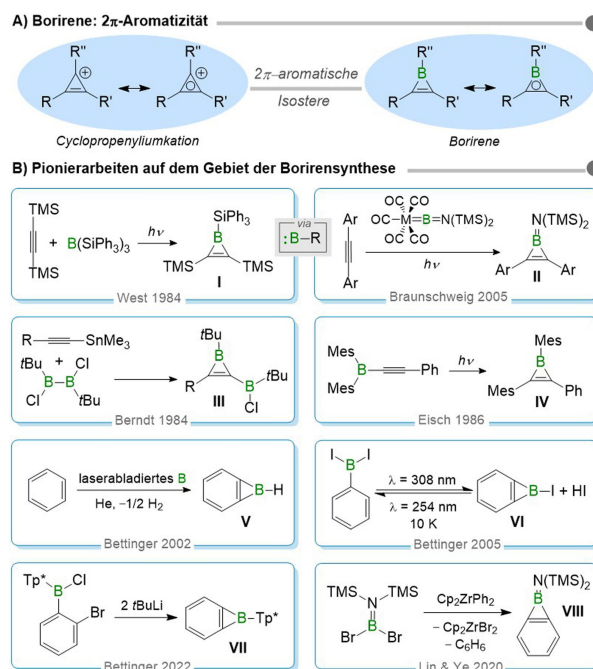 A) Borirene: 2π-Aromatizität
R" R" R" R"
+ + B B
R R' R R' R R' R R'
2π–aromatische
Isostere
Cyclopropenyliumkation
Borirene
B) Pionierarbeiten auf dem Gebiet der Borirensynthese
TMS
TMS
+ B(SiPh3)3
hν
SiPh3
B
TMS TMS
I
West 1984
via
:B–R
Ar
Ar
CO CO
CO–M=B=N(TMS)2
CO CO
hν
N(TMS)2
B
Ar Ar
II
Braunschweig 2005
R SnMe3
+
tBu Cl
B–B
Cl tBu
tBu
B
R B tBu
Cl
III
Berndt 1984
Mes
B Ph
Mes
hν
Mes
B
Mes Ph
IV
Eisch 1986
laserabladiertes B
He, −1/2 H2
B–H
V
Bettinger 2002
I I
B
λ = 308 nm
λ = 254 nm
10 K
B–I + HI
VI
Bettinger 2005
Tp* Cl
B
Br
2 tBuLi
B–Tp*
VII
Bettinger 2022
TMS TMS
N
B
Br Br
Cp2ZrPh2
− Cp2ZrBr2
− C6H6
N(TMS)2
B
VIII
Lin & Ye 2020